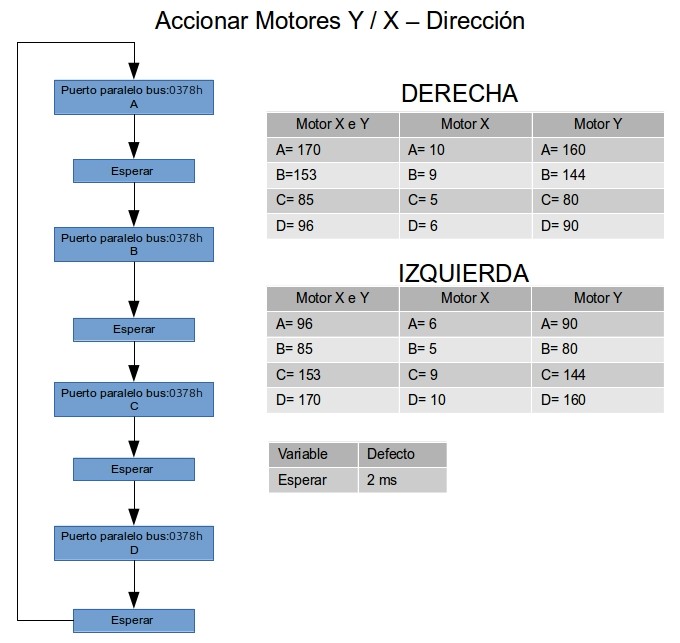 Accionar Motores Y / X – Dirección
Puerto paralelo bus:0378h
A
Esperar
Puerto paralelo bus:0378h
B
Esperar
Puerto paralelo bus:0378h
C
Esperar
Puerto paralelo bus:0378h
D
Esperar
DERECHA
Motor X e Y Motor X Motor Y
A= 170 A= 10 A= 160
B=153 B= 9 B= 144
C= 85 C= 5 C= 80
D= 96 D= 6 D= 90
IZQUIERDA
Motor X e Y Motor X Motor Y
A= 96 A= 6 A= 90
B= 85 B= 5 B= 80
C= 153 C= 9 C= 144
D= 170 D= 10 D= 160
Variable Defecto
Esperar 2 ms